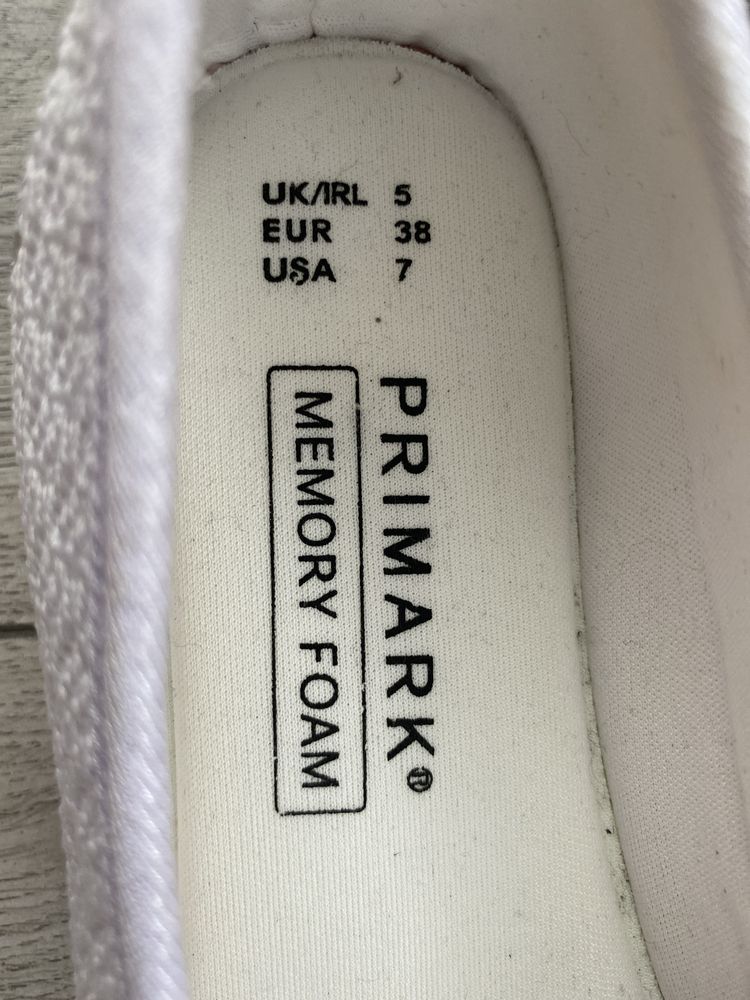 UK/IRL 5
EUR 38
USA 7
PRIMARK®
MEMORY FOAM